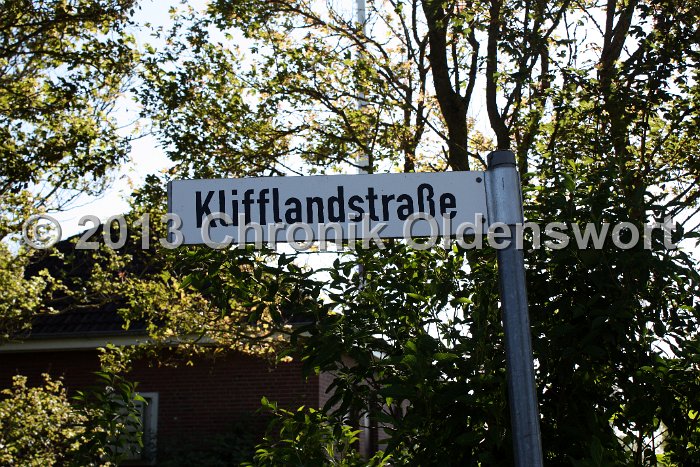 Klifflandstraße
© 2013 Chronik Oldenswort